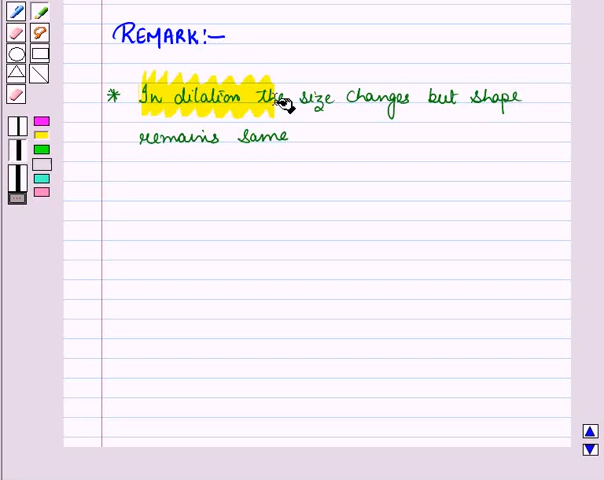 REMARK:-
* In dilation the size changes but shape
remains same